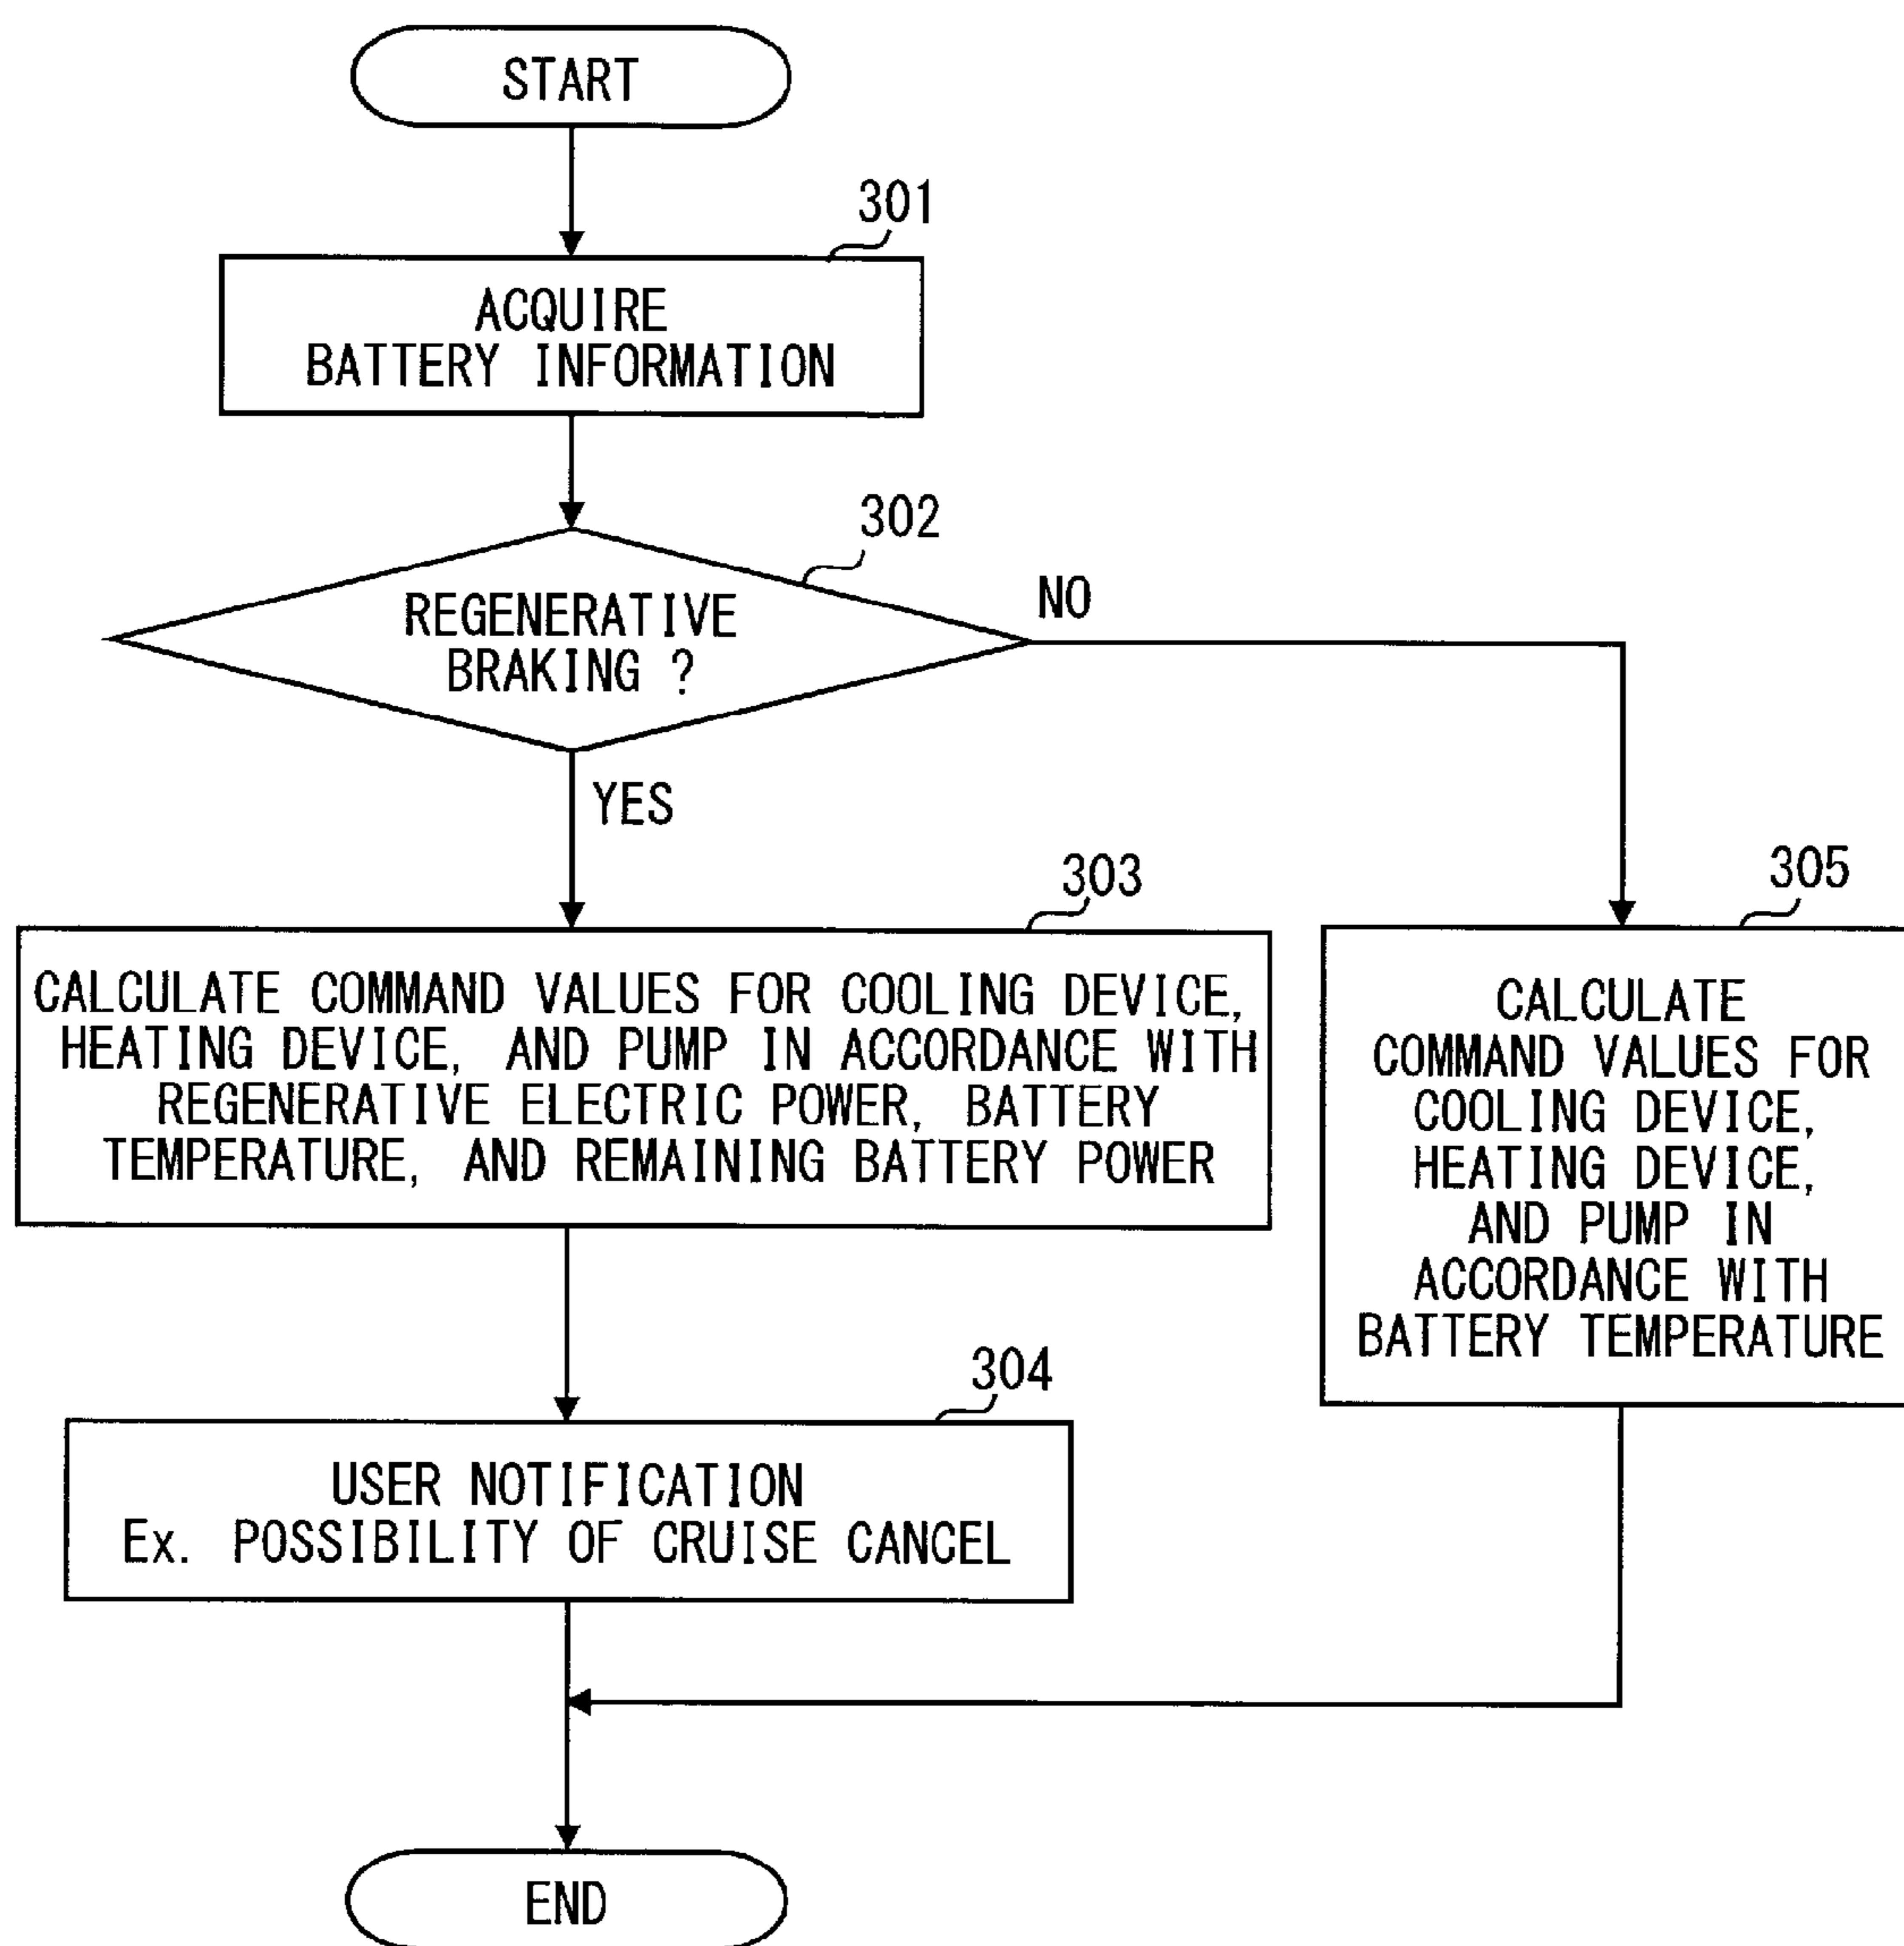 START
301
ACQUIRE
BATTERY INFORMATION
302
REGENERATIVE
BRAKING ?
NO
YES
303
CALCULATE COMMAND VALUES FOR COOLING DEVICE,
HEATING DEVICE, AND PUMP IN ACCORDANCE WITH
REGENERATIVE ELECTRIC POWER, BATTERY
TEMPERATURE, AND REMAINING BATTERY POWER
305
CALCULATE
COMMAND VALUES FOR
COOLING DEVICE,
HEATING DEVICE,
AND PUMP IN
ACCORDANCE WITH
BATTERY TEMPERATURE
304
USER NOTIFICATION
Ex. POSSIBILITY OF CRUISE CANCEL
END